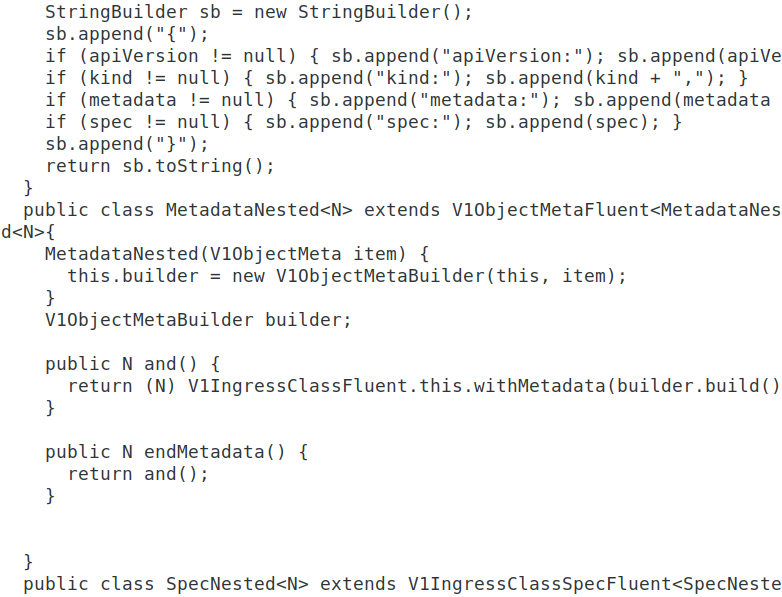 StringBuilder sb = new StringBuilder();
sb.append("{");
if (apiVersion != null) { sb.append("apiVersion:"); sb.append(apiVe
if (kind != null) { sb.append("kind:"); sb.append(kind + ","); }
if (metadata != null) { sb.append("metadata:"); sb.append(metadata
if (spec != null) { sb.append("spec:"); sb.append(spec); }
sb.append("}");
return sb.toString();
}
public class MetadataNested<N> extends V1ObjectMetaFluent<MetadataNes
d<N>{
MetadataNested(V1ObjectMeta item) {
this.builder = new V1ObjectMetaBuilder(this, item);
}
V1ObjectMetaBuilder builder;
public N and() {
return (N) V1IngressClassFluent.this.withMetadata(builder.build()
}
public N endMetadata() {
return and();
}
}
public class SpecNested<N> extends V1IngressClassSpecFluent<SpecNeste